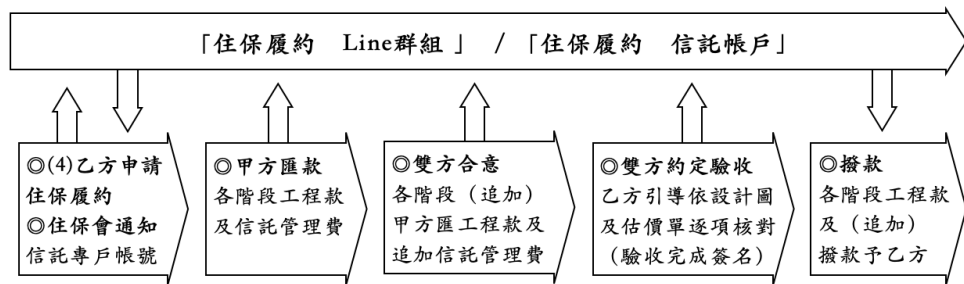 「住保履約 Line群組 」 / 「住保履約 信託帳戶」
◎(4)乙方申請
住保履約
◎住保會通知
信託專戶帳號
◎甲方匯款
各階段工程款
及信託管理費
◎雙方合意
各階段（追加）
甲方匯工程款及
追加信託管理費
◎雙方約定驗收
乙方引導依設計圖
及估價單逐項核對
（驗收完成簽名）
◎撥款
各階段工程款
及（追加）
撥款予乙方